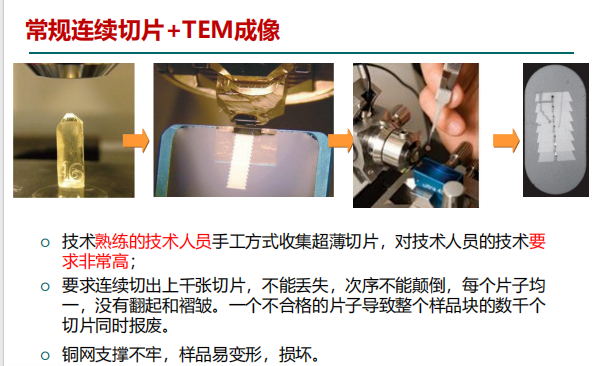 常规连续切片+TEM成像
技术熟练的技术人员手工方式收集超薄切片，对技术人员的技术要
求非常高；
要求连续切出上千张切片，不能丢失，次序不能颠倒，每个片子均
一，没有翻起和褶皱。一个不合格的片子导致整个样品块的数千个
切片同时报废。
铜网支撑不牢，样品易变形，损坏。